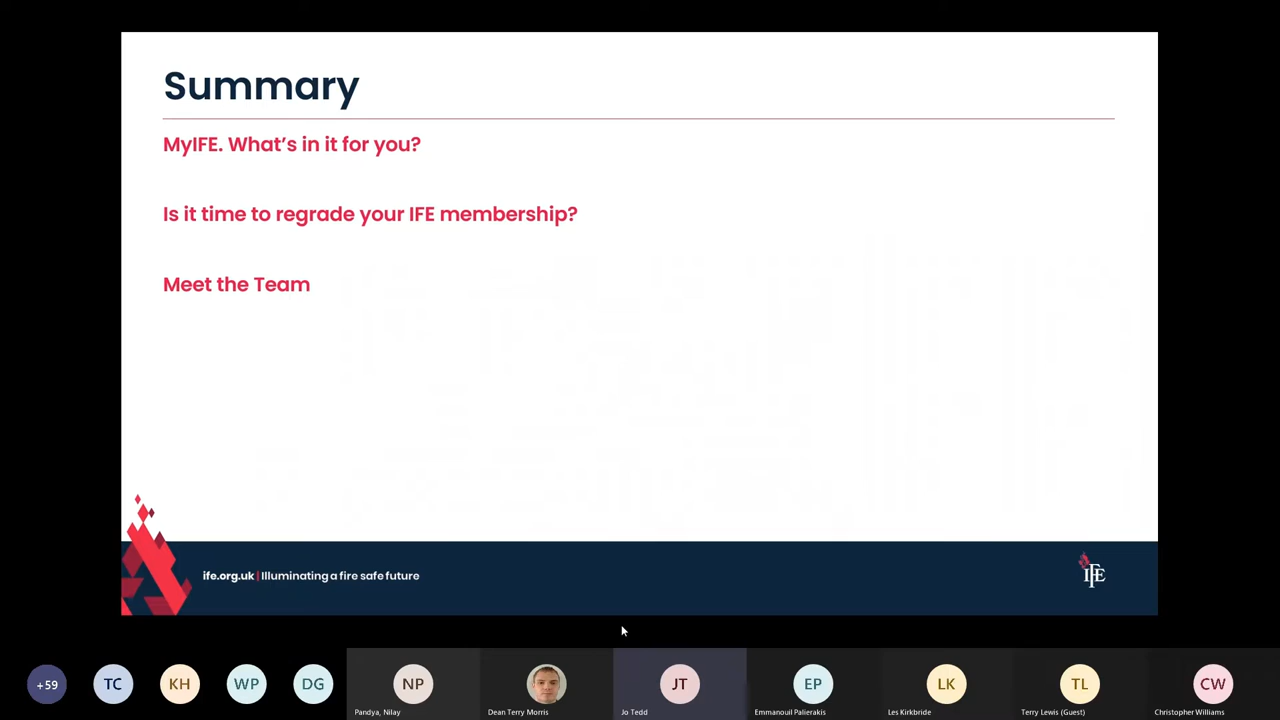 Summary
MyIFE. What's in it for you?
Is it time to regrade your IFE membership?
Meet the Team
ife.org.uk | Illuminating a fire safe future
IFE
+59
TC
KH
WP
DG
NP
JT
EP
LK
TL
CW
Pandya, Nilay
Dean Terry Morris
Jo Tedd
Emmanouil Palierakis
Les Kirkbride
Terry Lewis (Guest)
Christopher Williams